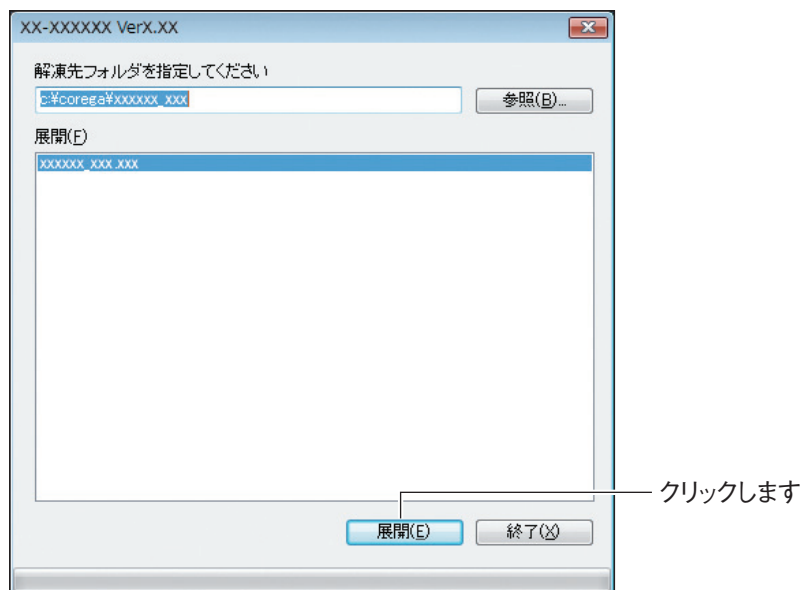 XX-XXXXXX VerX.XX
解凍先フォルダを指定してください
c:¥corega¥xxxxxx_xxx
参照(B)...
展開(F)
xxxxxx_xxx.xxx
クリックします
展開(E)
終了(X)